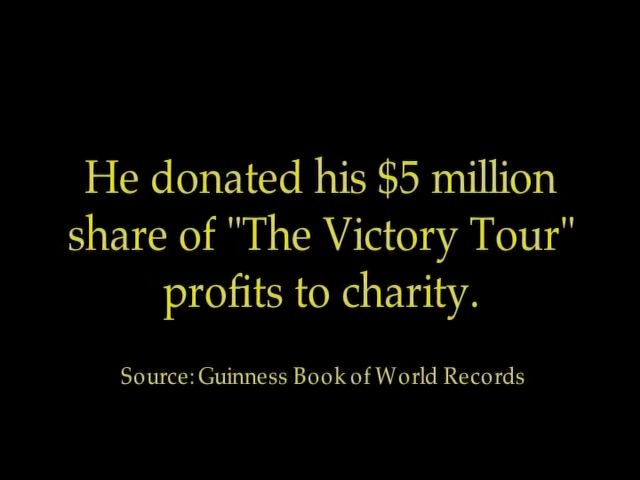 He donated his $5 million
share of "The Victory Tour"
profits to charity.
Source: Guinness Book of World Records